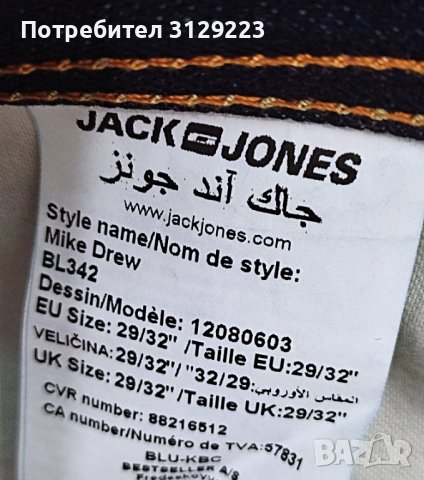 Потребител 3129223
JACK JONES
جاك آند جونز
www.jackjones.com
Style name/Nom de style:
Mike Drew
BL342
Dessin/Modèle: 12080603
EU Size: 29/32" /Taille EU:29/32"
VELIČINA: 29/32"/ "32/29:المقاس الأوروبي
UK Size: 29/32" /Taille UK:29/32"
CVR number: 88216512
CA number/Numéro de TVA:57831
BLU-KBC
BESTSELLER A/S
BAZAR